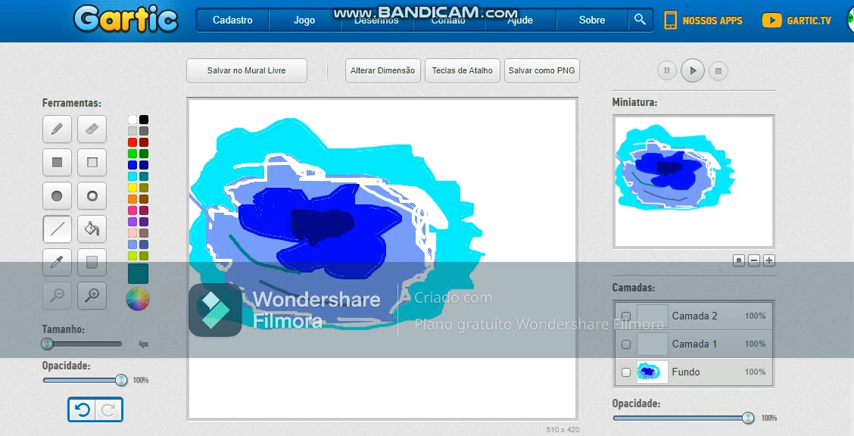 Gartic
Cadastro
Jogo
Desenhos
Contato
Ajude
Sobre
www.BANDICAM.com
NOSSOS APPS
GARTIC.TV
Salvar no Mural Livre
Alterar Dimensão
Teclas de Atalho
Salvar como PNG
Ferramentas:
Miniatura:
Wondershare
Filmora
Criado com
Plano gratuito Wondershare Filmora
Camadas:
Camada 2 100%
Camada 1 100%
Fundo 100%
Tamanho:
4px
Opacidade:
100%
Opacidade:
100%
510 x 420